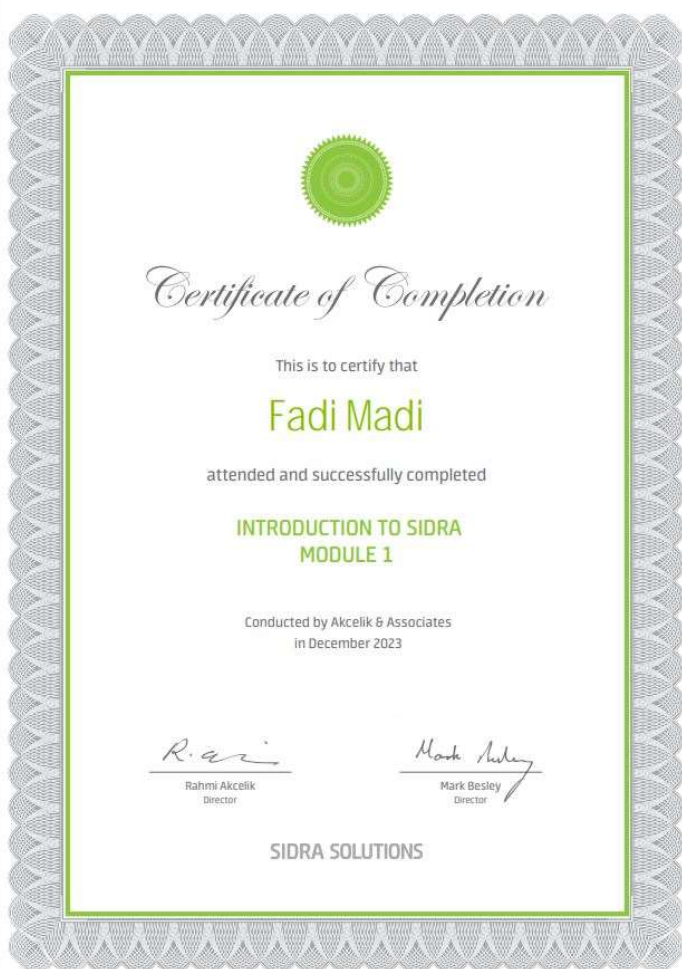 Certificate of Completion
This is to certify that
Fadi Madi
attended and successfully completed
INTRODUCTION TO SIDRA
MODULE 1
Conducted by Akcelik & Associates
in December 2023
Rahmi Akcelik
Director
Mark Besley
Director
SIDRA SOLUTIONS